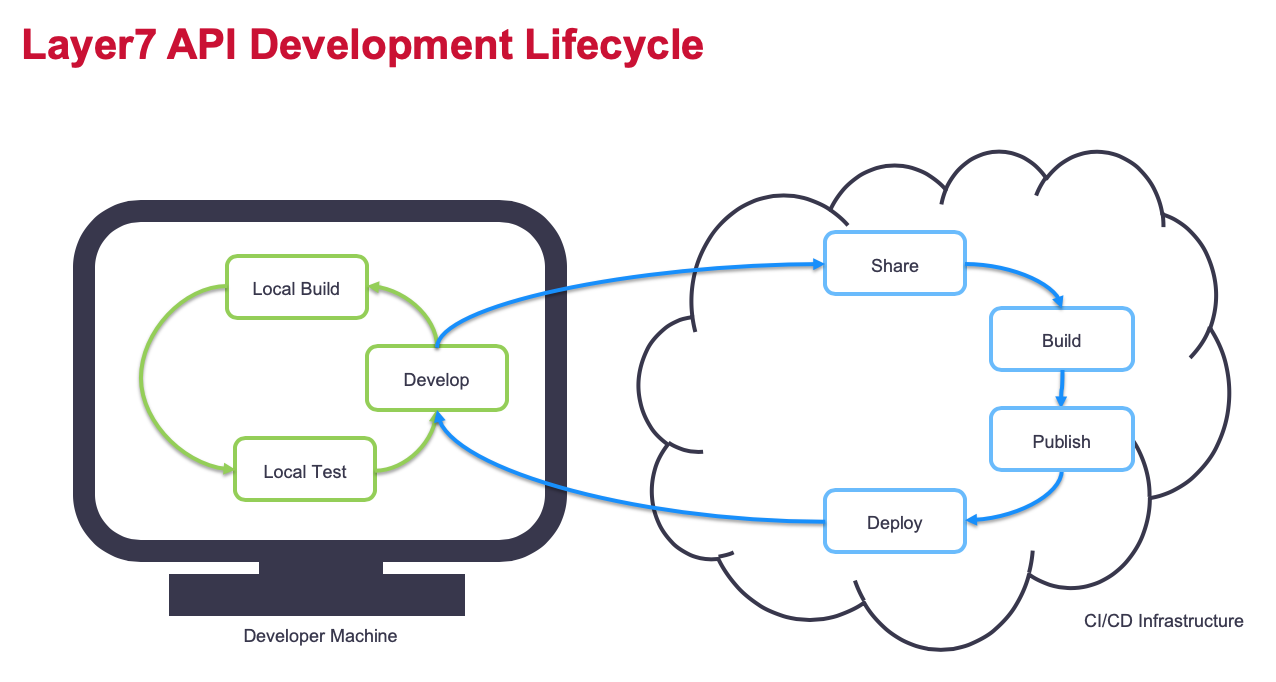 Layer7 API Development Lifecycle
Local Build
Develop
Local Test
Developer Machine
Share
Build
Publish
Deploy
CI/CD Infrastructure